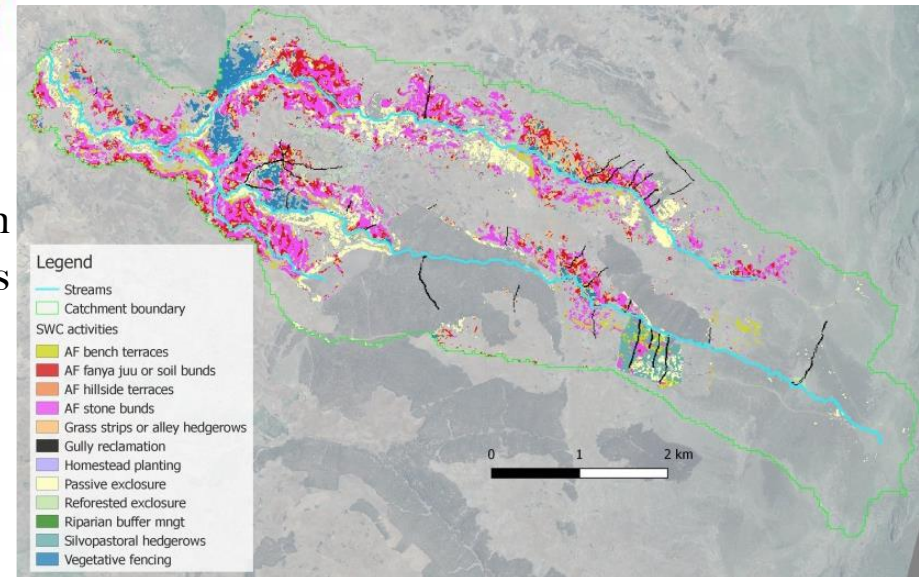 n
s
Legend
Streams
Catchment boundary
SWC activities
AF bench terraces
AF fanya juu or soil bunds
AF hillside terraces
AF stone bunds
Grass strips or alley hedgerows
Gully reclamation
Homestead planting
Passive exclosure
Reforested exclosure
Riparian buffer mngt
Silvopastoral hedgerows
Vegetative fencing
0 1 2 km